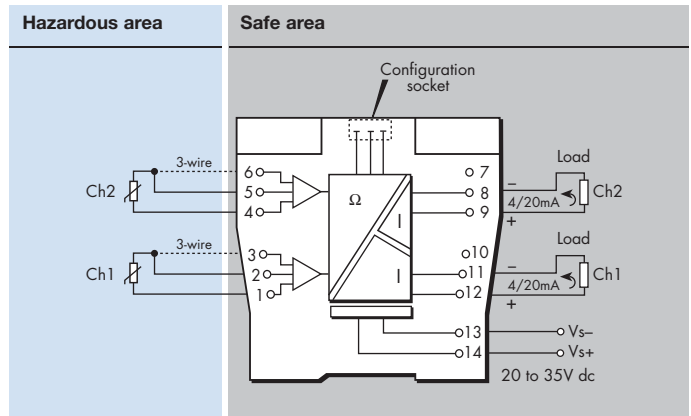 Hazardous area
Safe area
Configuration
socket
3-wire
6
5
4
Ch2
Ω
I
7
8
9
–
4/20mA
+
Load
Ch2
3-wire
3
2
1
Ch1
I
10
11
12
–
4/20mA
+
Load
Ch1
13
Vs–
14
Vs+
20 to 35V dc